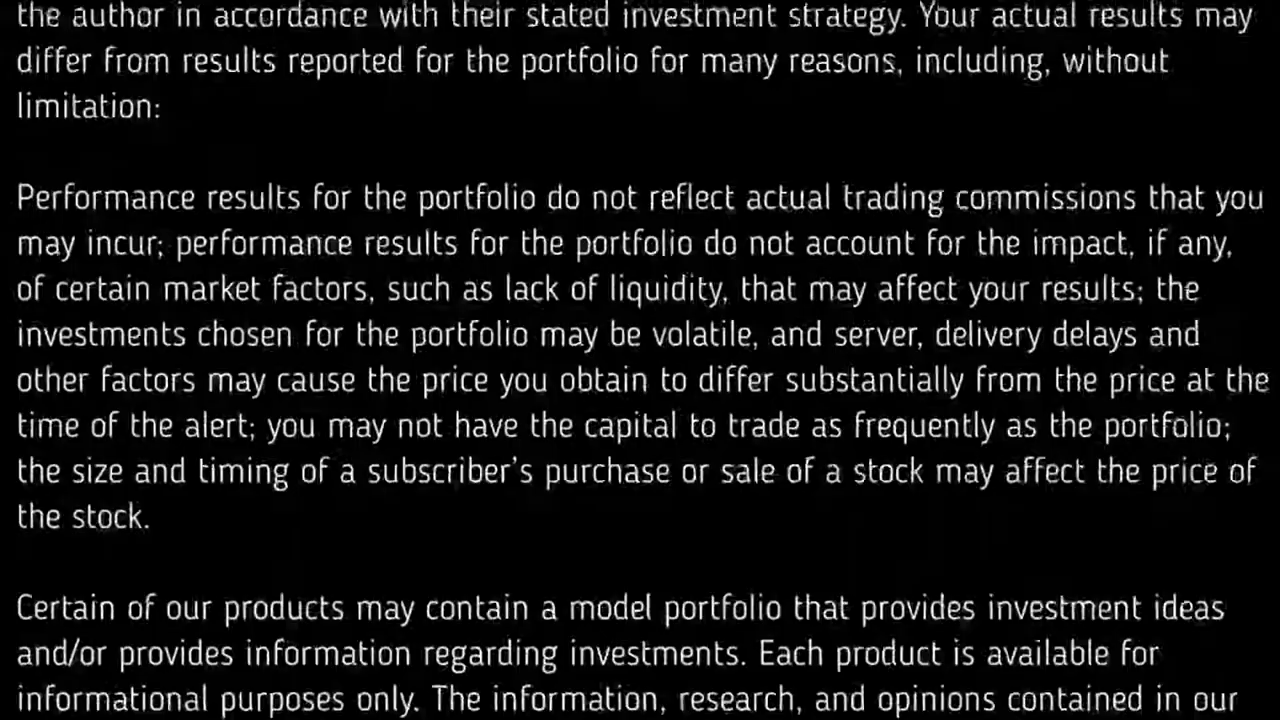 the author in accordance with their stated investment strategy. Your actual results may
differ from results reported for the portfolio for many reasons, including, without
limitation:
Performance results for the portfolio do not reflect actual trading commissions that you
may incur; performance results for the portfolio do not account for the impact, if any,
of certain market factors, such as lack of liquidity, that may affect your results; the
investments chosen for the portfolio may be volatile, and server, delivery delays and
other factors may cause the price you obtain to differ substantially from the price at the
time of the alert; you may not have the capital to trade as frequently as the portfolio;
the size and timing of a subscriber's purchase or sale of a stock may affect the price of
the stock.
Certain of our products may contain a model portfolio that provides investment ideas
and/or provides information regarding investments. Each product is available for
informational purposes only. The information, research, and opinions contained in our